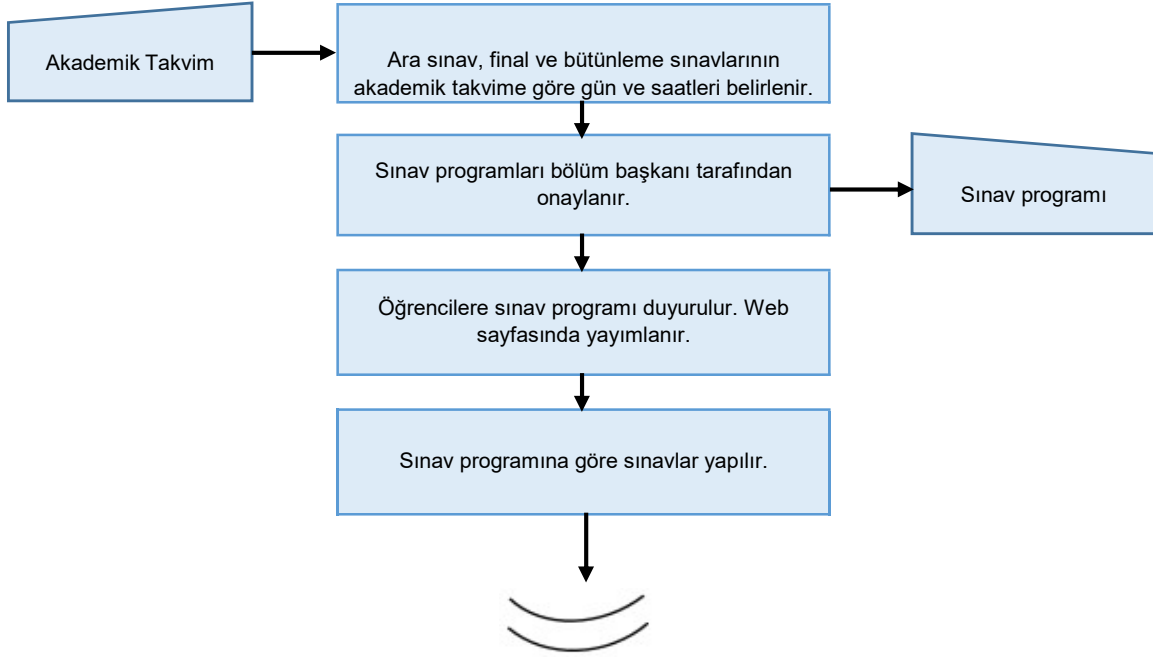 Akademik Takvim
Ara sınav, final ve bütünleme sınavlarının
akademik takvime göre gün ve saatleri belirlenir.
Sınav programları bölüm başkanı tarafından
onaylanır.
Sınav programı
Öğrencilere sınav programı duyurulur. Web
sayfasında yayımlanır.
Sınav programına göre sınavlar yapılır.